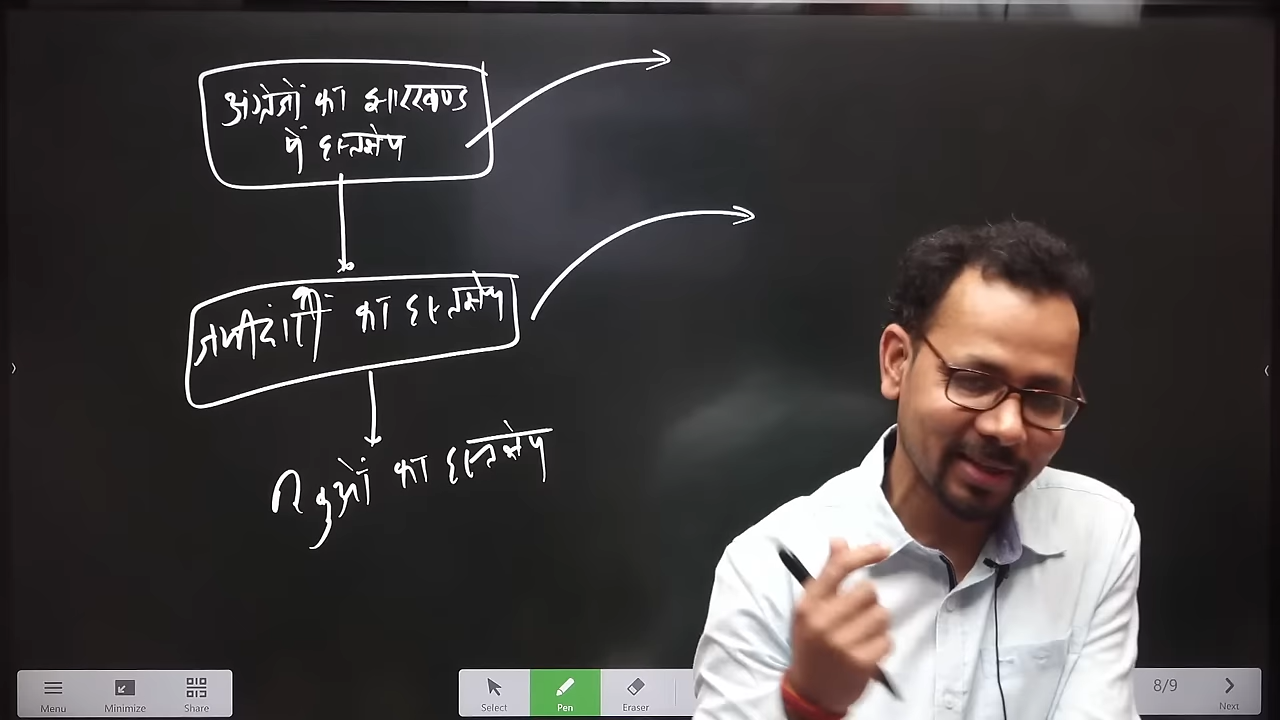 अंग्रेजों का झारखण्ड
में हस्तक्षेप
जमींदारों का हस्तक्षेप
का हस्तक्षेप
Menu
Minimize
Share
Select
Pen
Eraser
8/9
Next